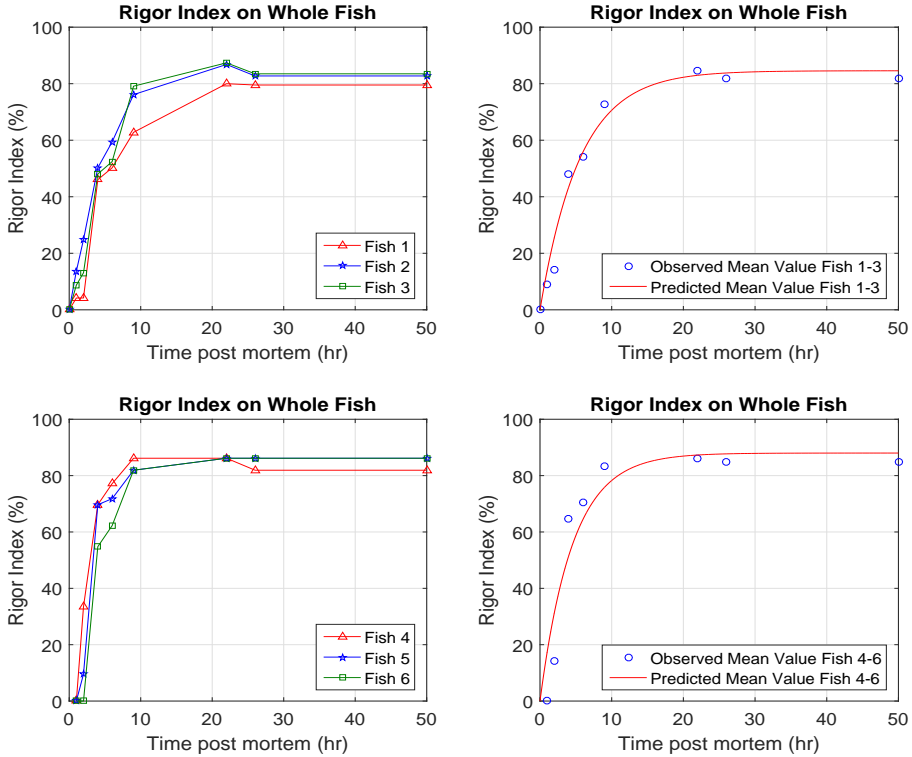 Rigor Index on Whole Fish
100
80
60
40
20
0
Rigor Index (%)
0 10 20 30 40 50
Time post mortem (hr)
Fish 1
Fish 2
Fish 3
Rigor Index on Whole Fish
100
80
60
40
20
0
Rigor Index (%)
0 10 20 30 40 50
Time post mortem (hr)
Observed Mean Value Fish 1-3
Predicted Mean Value Fish 1-3
Rigor Index on Whole Fish
100
80
60
40
20
0
Rigor Index (%)
0 10 20 30 40 50
Time post mortem (hr)
Fish 4
Fish 5
Fish 6
Rigor Index on Whole Fish
100
80
60
40
20
0
Rigor Index (%)
0 10 20 30 40 50
Time post mortem (hr)
Observed Mean Value Fish 4-6
Predicted Mean Value Fish 4-6